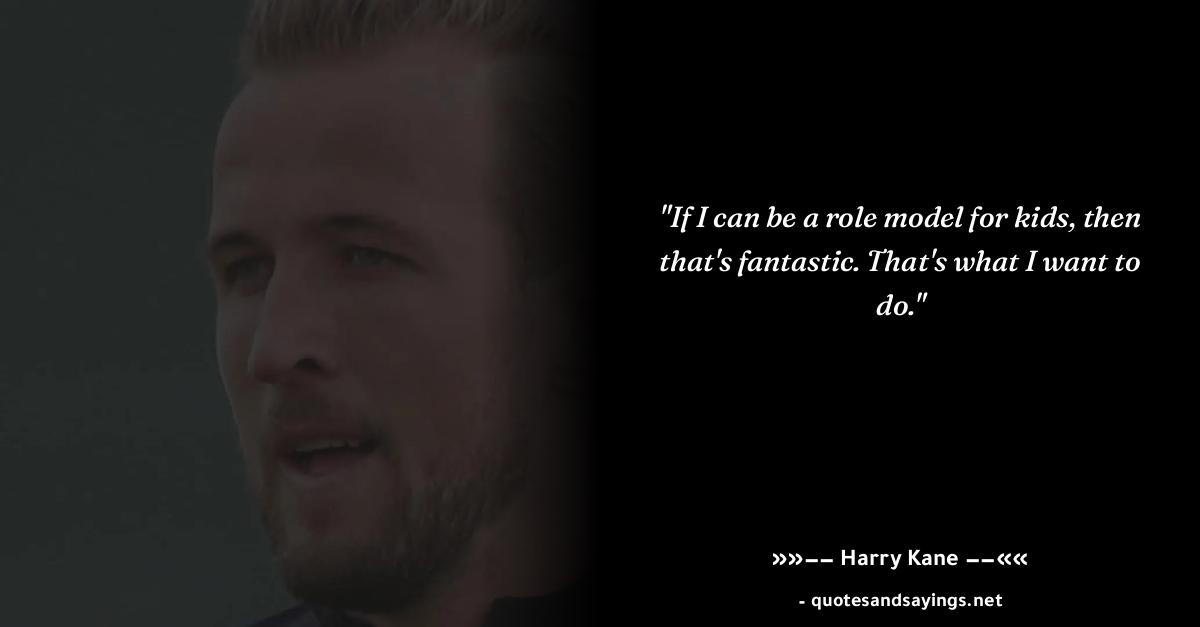 "If I can be a role model for kids, then
that's fantastic. That's what I want to
do."
»»−− Harry Kane −−««
- quotesandsayings.net